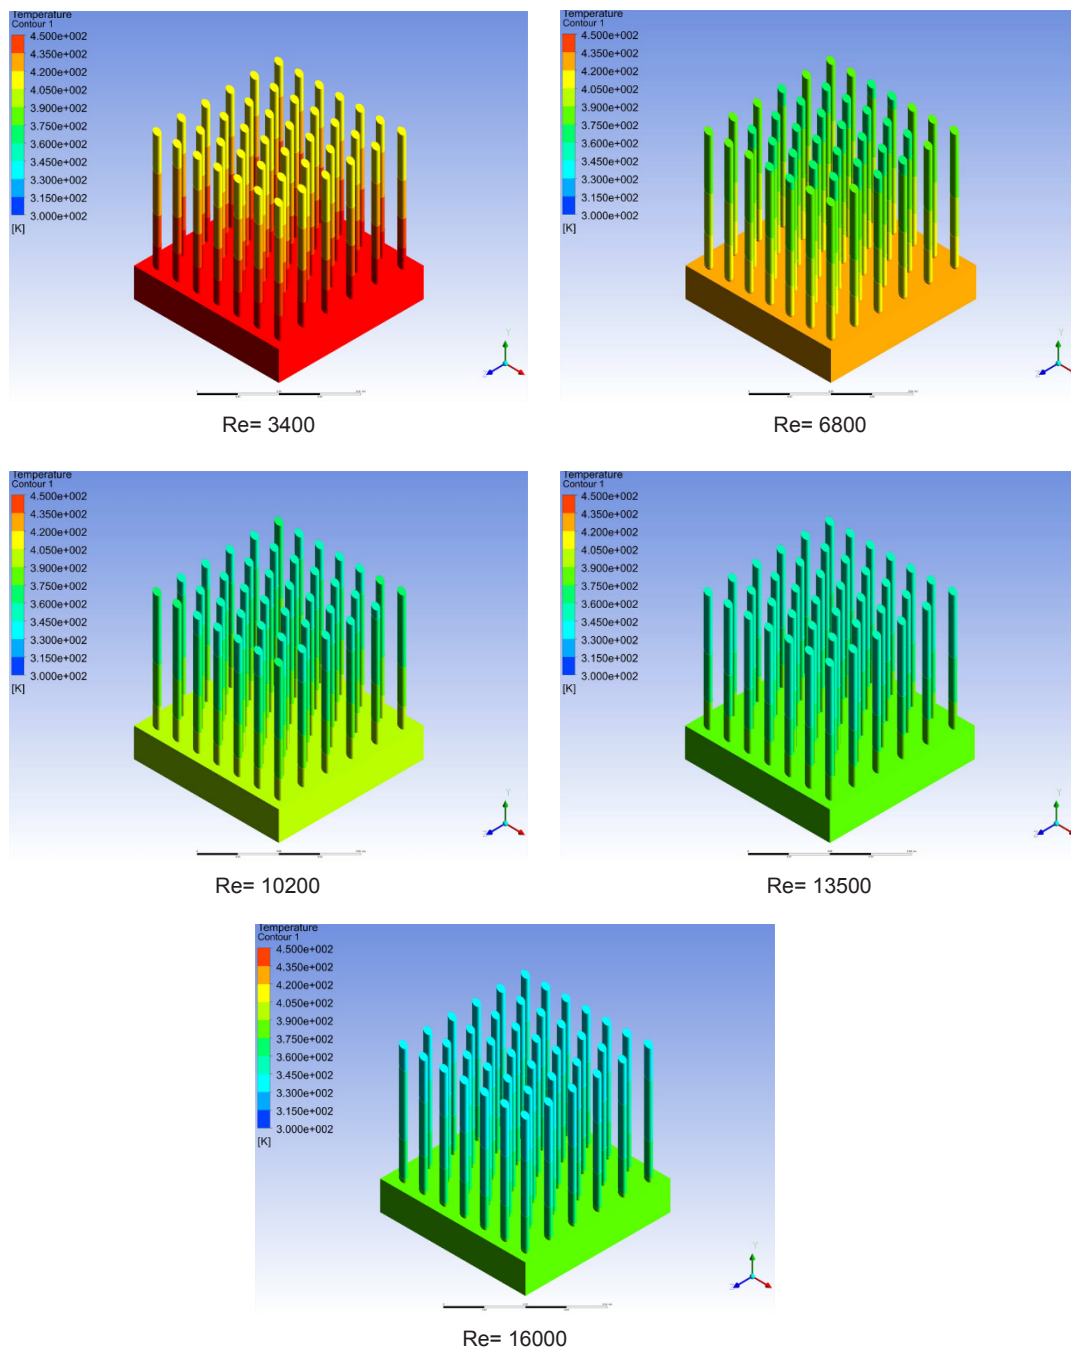 Temperature
Contour 1
4.500e+002
4.350e+002
4.200e+002
4.050e+002
3.900e+002
3.750e+002
3.600e+002
3.450e+002
3.300e+002
3.150e+002
3.000e+002
[K]
Y
Z
Re= 3400
Temperature
Contour 1
4.500e+002
4.350e+002
4.200e+002
4.050e+002
3.900e+002
3.750e+002
3.600e+002
3.450e+002
3.300e+002
3.150e+002
3.000e+002
[K]
Y
Z
Re= 6800
Temperature
Contour 1
4.500e+002
4.350e+002
4.200e+002
4.050e+002
3.900e+002
3.750e+002
3.600e+002
3.450e+002
3.300e+002
3.150e+002
3.000e+002
[K]
Y
Z
Re= 10200
Temperature
Contour 1
4.500e+002
4.350e+002
4.200e+002
4.050e+002
3.900e+002
3.750e+002
3.600e+002
3.450e+002
3.300e+002
3.150e+002
3.000e+002
[K]
Y
Z
Re= 13500
Temperature
Contour 1
4.500e+002
4.350e+002
4.200e+002
4.050e+002
3.900e+002
3.750e+002
3.600e+002
3.450e+002
3.300e+002
3.150e+002
3.000e+002
[K]
Y
Z
Re= 16000